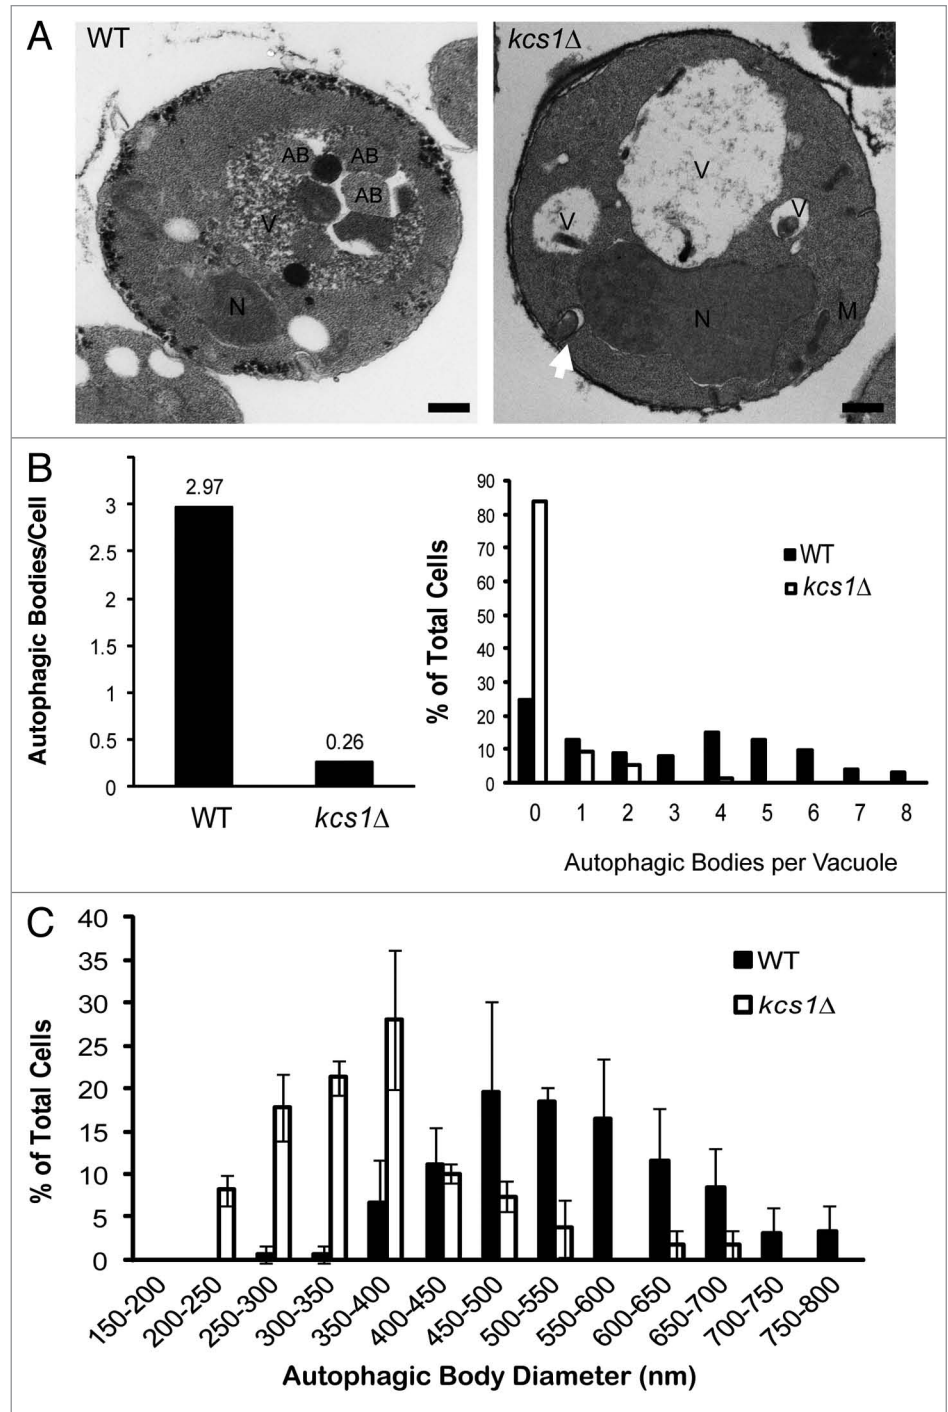 A
WT
AB
AB
AB
V
N
kcs1Δ
V
V
V
N
M
B
Autophagic Bodies/Cell
3
2.5
2
1.5
1
0.5
0
2.97
0.26
WT
kcs1Δ
% of Total Cells
90
80
70
60
50
40
30
20
10
0
WT
kcs1Δ
0 1 2 3 4 5 6 7 8
Autophagic Bodies per Vacuole
C
% of Total Cells
40
35
30
25
20
15
10
5
0
WT
kcs1Δ
150-200
200-250
250-300
300-350
350-400
400-450
450-500
500-550
550-600
600-650
650-700
700-750
750-800
Autophagic Body Diameter (nm)